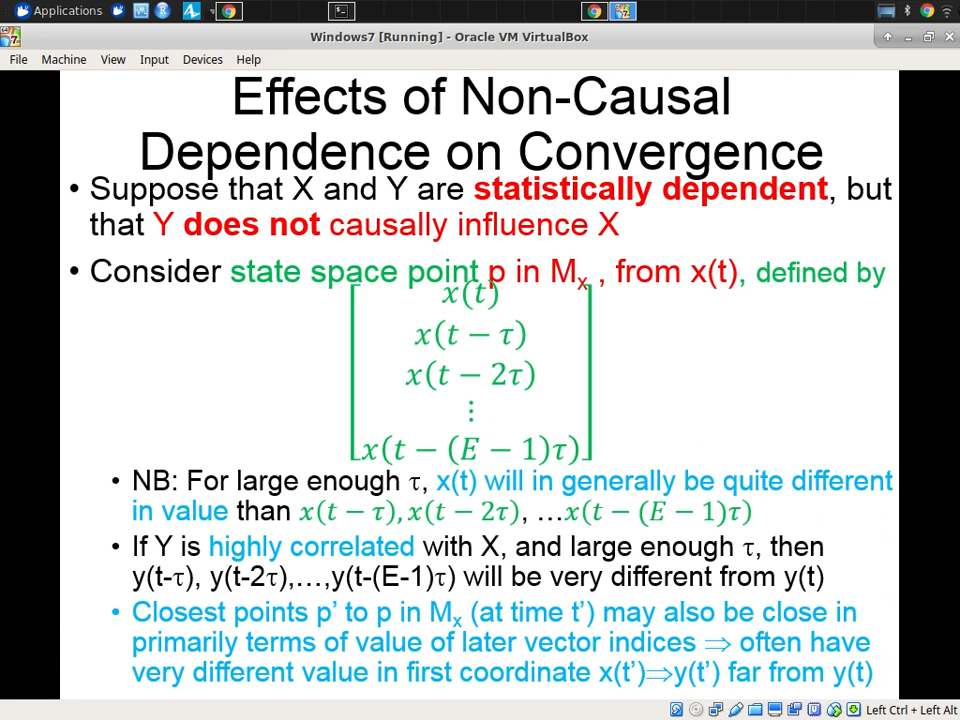 Applications
Windows7 [Running] - Oracle VM VirtualBox
File Machine View Input Devices Help
Effects of Non-Causal
Dependence on Convergence
• Suppose that X and Y are statistically dependent, but
that Y does not causally influence X
• Consider state space point p in Mx , from x(t), defined by
x(t)
x(t − τ)
x(t − 2τ)
⋮
x(t − (E − 1)τ)
• NB: For large enough τ, x(t) will in generally be quite different
in value than x(t − τ), x(t − 2τ), …x(t − (E − 1)τ)
• If Y is highly correlated with X, and large enough τ, then
y(t-τ), y(t-2τ),…,y(t-(E-1)τ) will be very different from y(t)
• Closest points p' to p in Mx (at time t') may also be close in
primarily terms of value of later vector indices ⇒ often have
very different value in first coordinate x(t')⇒y(t') far from y(t)
Left Ctrl + Left Alt